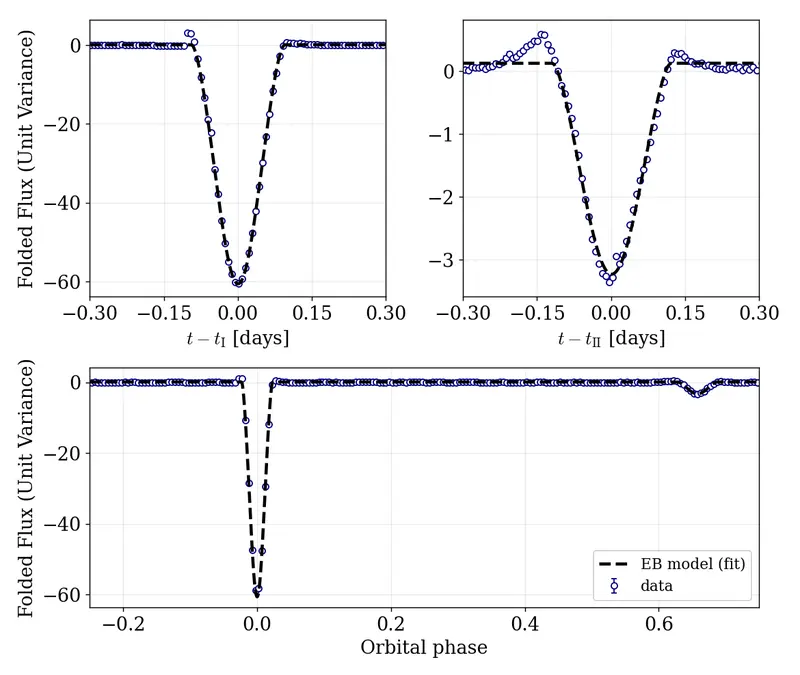 Folded Flux (Unit Variance)
0
−20
−40
−60
−0.30 −0.15 0.00 0.15 0.30
t − tI [days]
0
−1
−2
−3
−0.30 −0.15 0.00 0.15 0.30
t − tII [days]
Folded Flux (Unit Variance)
0
−20
−40
−60
−0.2 0.0 0.2 0.4 0.6
Orbital phase
EB model (fit)
data